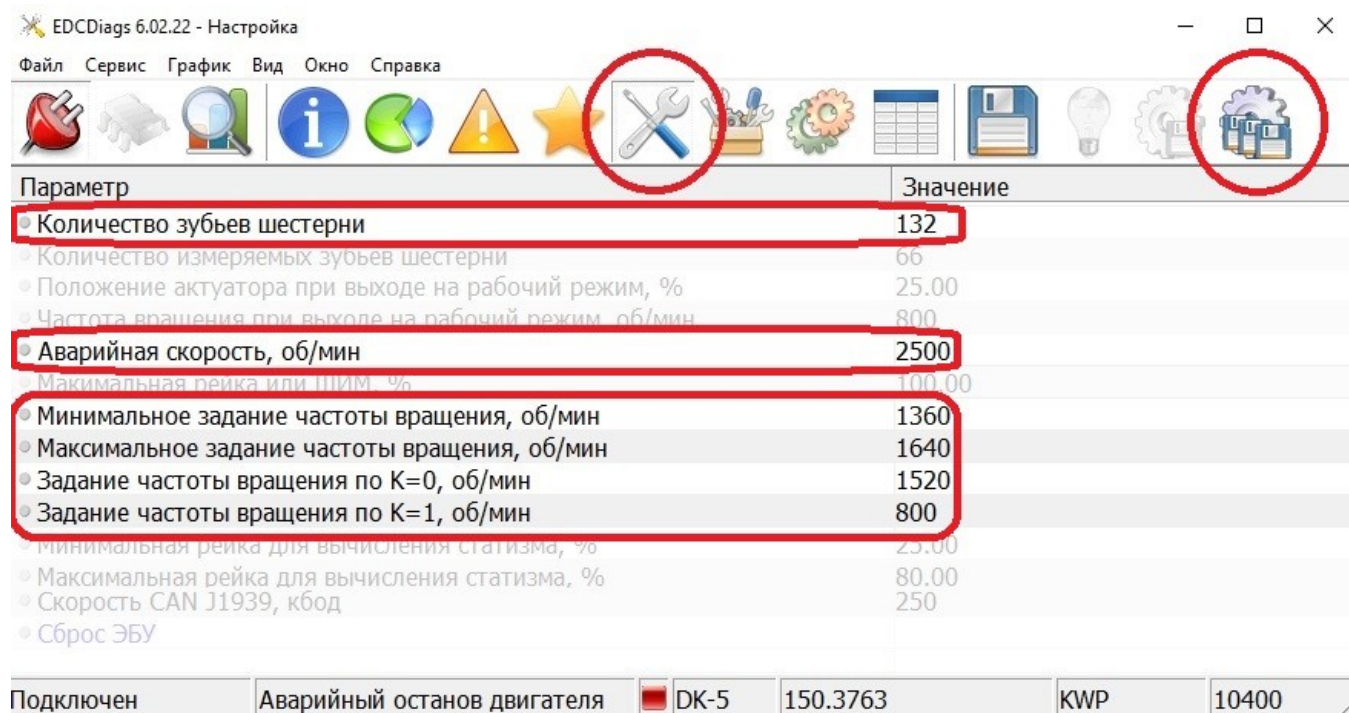 EDCDiags 6.02.22 - Настройка
Файл Сервис График Вид Окно Справка
Параметр Значение
Количество зубьев шестерни 132
Количество измеряемых зубьев шестерни 66
Положение актуатора при выходе на рабочий режим, % 25.00
Частота вращения при выходе на рабочий режим, об/мин 800
Аварийная скорость, об/мин 2500
Макимальная рейка или ШИМ, % 100.00
Минимальное задание частоты вращения, об/мин 1360
Максимальное задание частоты вращения, об/мин 1640
Задание частоты вращения по К=0, об/мин 1520
Задание частоты вращения по К=1, об/мин 800
Минимальная рейка для вычисления статизма, % 25.00
Максимальная рейка для вычисления статизма, % 80.00
Скорость CAN J1939, кбод 250
Сброс ЭБУ
Подключен Аварийный останов двигателя DK-5 150.3763 KWP 10400